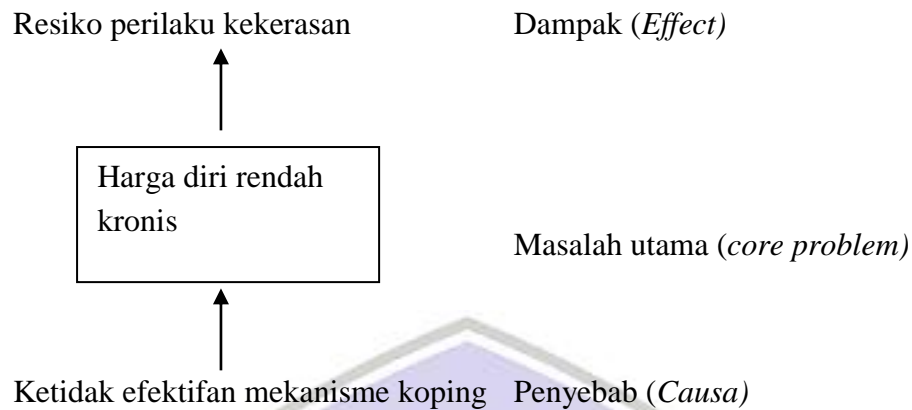 Resiko perilaku kekerasan Dampak (Effect)
Harga diri rendah
kronis
Masalah utama (core problem)
Ketidak efektifan mekanisme koping Penyebab (Causa)